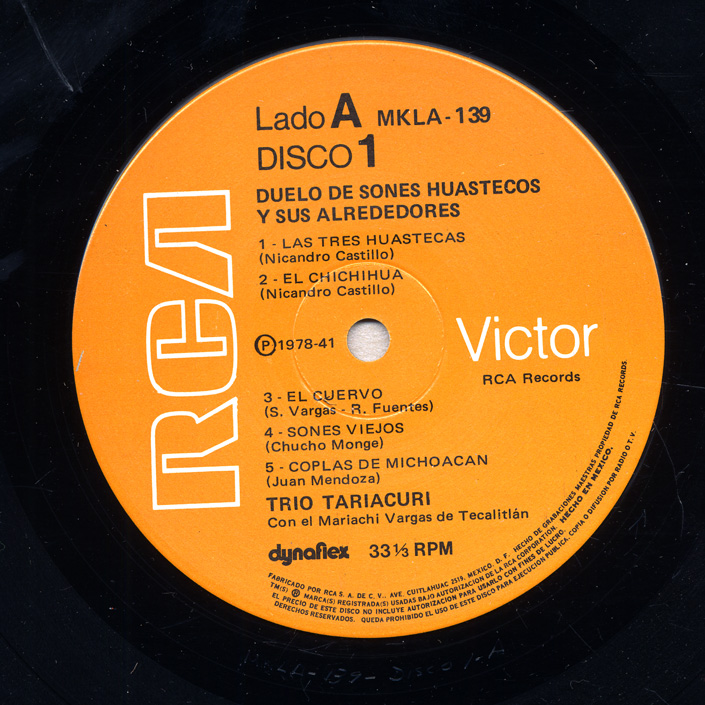 Lado A MKLA-139
DISCO 1
DUELO DE SONES HUASTECOS
Y SUS ALREDEDORES
1 - LAS TRES HUASTECAS
(Nicandro Castillo)
2 - EL CHICHIHUA
(Nicandro Castillo)
RCA
Ⓟ1978-41
Victor
RCA Records
3 - EL CUERVO
(S. Vargas - R. Fuentes)
4 - SONES VIEJOS
(Chucho Monge)
5 - COPLAS DE MICHOACAN
(Juan Mendoza)
TRIO TARIACURI
Con el Mariachi Vargas de Tecalitlán
dynaflex 33⅓ RPM
FABRICADO POR RCA S. A. DE C. V., AVE. CUITLAHUAC 2519, MEXICO, D. F. HECHO DE GRABACIONES MAESTRAS PROPIEDAD DE RCA RECORDS
TM(S) ® MARCA(S) REGISTRADA(S) USADAS BAJO AUTORIZACION DE LA RCA CORPORATION. HECHO EN MEXICO.
EL PRECIO DE ESTE DISCO NO INCLUYE AUTORIZACION PARA USARLO CON FINES DE LUCRO.
DERECHOS RESERVADOS. QUEDA PROHIBIDO EL USO DE ESTE DISCO PARA EJECUCION PUBLICA, COPIA O DIFUSION POR RADIO O T. V.